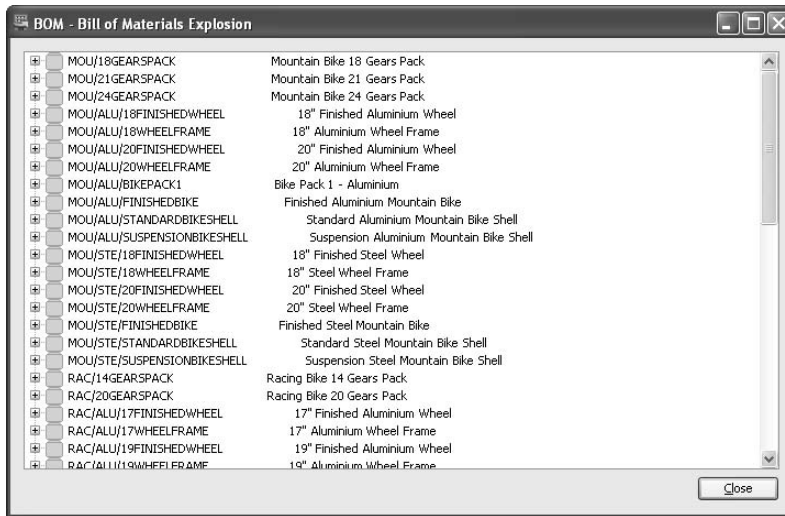 BOM - Bill of Materials Explosion
MOU/18GEARSPACK Mountain Bike 18 Gears Pack
MOU/21GEARSPACK Mountain Bike 21 Gears Pack
MOU/24GEARSPACK Mountain Bike 24 Gears Pack
MOU/ALU/18FINISHEDWHEEL 18" Finished Aluminium Wheel
MOU/ALU/18WHEELFRAME 18" Aluminium Wheel Frame
MOU/ALU/20FINISHEDWHEEL 20" Finished Aluminium Wheel
MOU/ALU/20WHEELFRAME 20" Aluminium Wheel Frame
MOU/ALU/BIKEPACK1 Bike Pack 1 - Aluminium
MOU/ALU/FINISHEDBIKE Finished Aluminium Mountain Bike
MOU/ALU/STANDARDBIKESHELL Standard Aluminium Mountain Bike Shell
MOU/ALU/SUSPENSIONBIKESHELL Suspension Aluminium Mountain Bike Shell
MOU/STE/18FINISHEDWHEEL 18" Finished Steel Wheel
MOU/STE/18WHEELFRAME 18" Steel Wheel Frame
MOU/STE/20FINISHEDWHEEL 20" Finished Steel Wheel
MOU/STE/20WHEELFRAME 20" Steel Wheel Frame
MOU/STE/FINISHEDBIKE Finished Steel Mountain Bike
MOU/STE/STANDARDBIKESHELL Standard Steel Mountain Bike Shell
MOU/STE/SUSPENSIONBIKESHELL Suspension Steel Mountain Bike Shell
RAC/14GEARSPACK Racing Bike 14 Gears Pack
RAC/20GEARSPACK Racing Bike 20 Gears Pack
RAC/ALU/17FINISHEDWHEEL 17" Finished Aluminium Wheel
RAC/ALU/17WHEELFRAME 17" Aluminium Wheel Frame
RAC/ALU/19FINISHEDWHEEL 19" Finished Aluminium Wheel
RAC/ALU/19WHEELFRAME 19" Aluminium Wheel Frame
Close